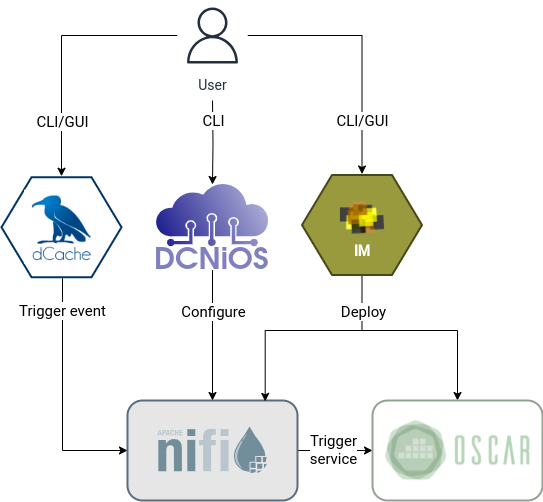 User
CLI/GUI
CLI
CLI/GUI
dCache
DCNiOS
IM
Trigger event
Configure
Deploy
APACHE
nifi
Trigger
service
OSCAR